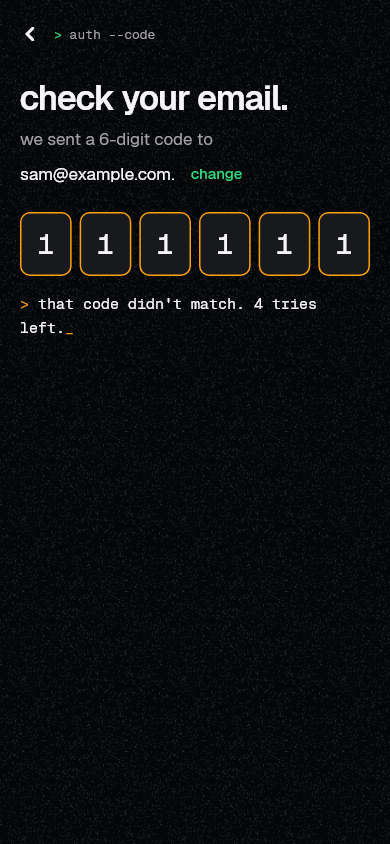 > auth --code
check your email.
we sent a 6-digit code to
sam@example.com. change
1 1 1 1 1 1
> that code didn't match. 4 tries
left._